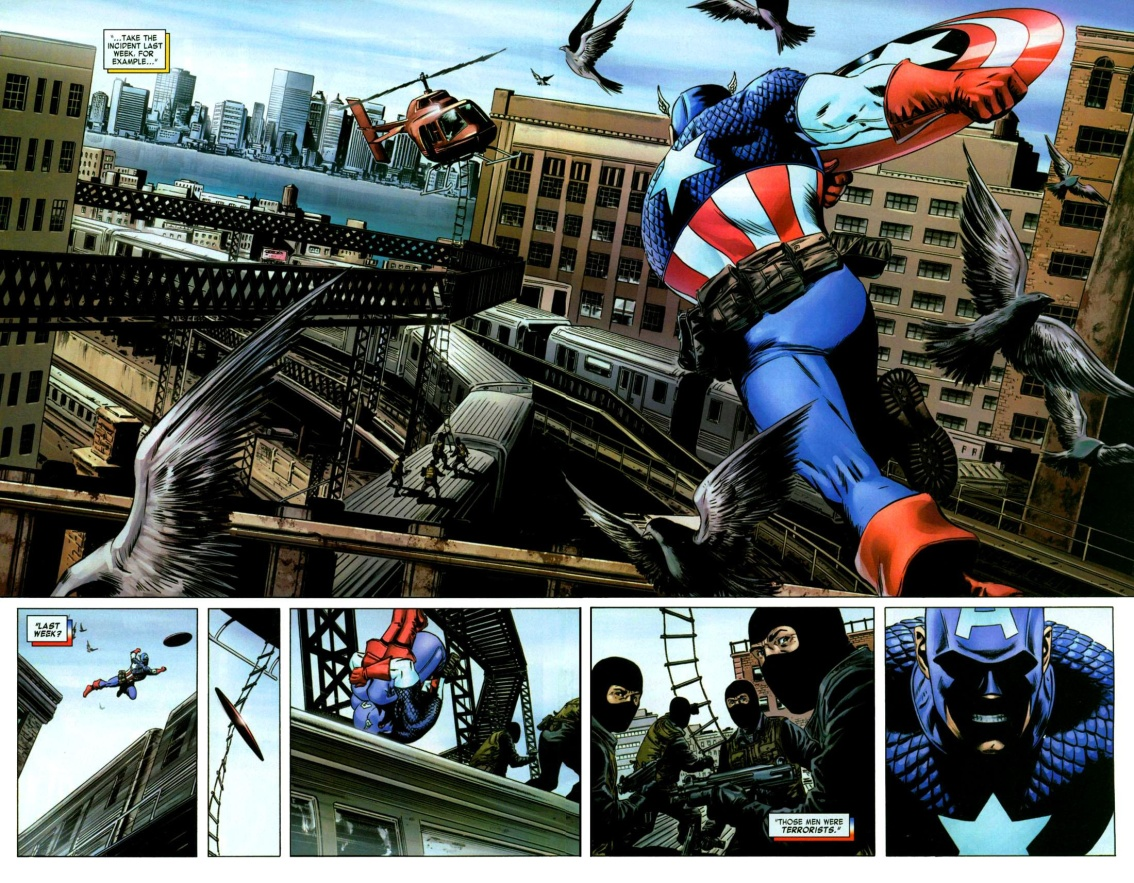 "...TAKE THE
INCIDENT LAST
WEEK, FOR
EXAMPLE..."
"LAST
WEEK?
"THOSE MEN WERE
TERRORISTS."